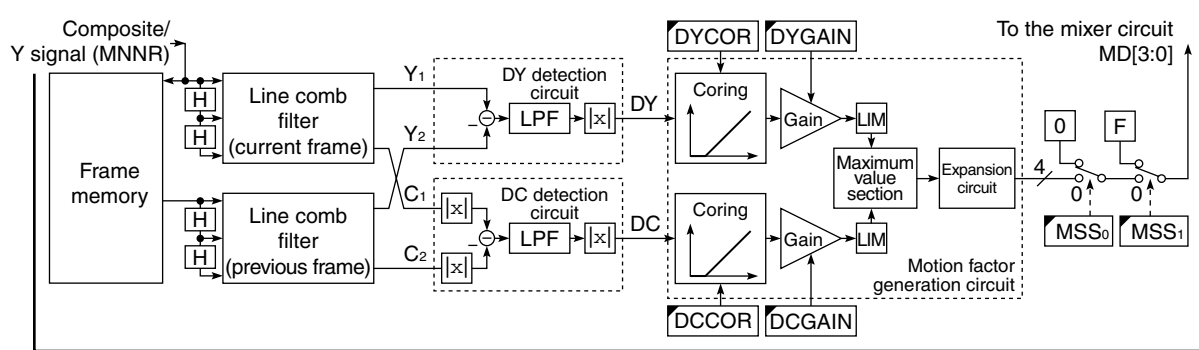 Composite/
Y signal (MNNR)
Frame
memory
H
H
H
H
Line comb
filter
(current frame)
Line comb
filter
(previous frame)
Y1
Y2
C1
C2
|x|
|x|
DY detection
circuit
−
LPF
|x|
DY
DC detection
circuit
−
LPF
|x|
DC
DYCOR
DYGAIN
Coring
Gain
LIM
Coring
Gain
LIM
DCCOR
DCGAIN
Maximum
value
section
Expansion
circuit
Motion factor
generation circuit
4
0
F
0
0
MSS0
MSS1
To the mixer circuit
MD[3:0]